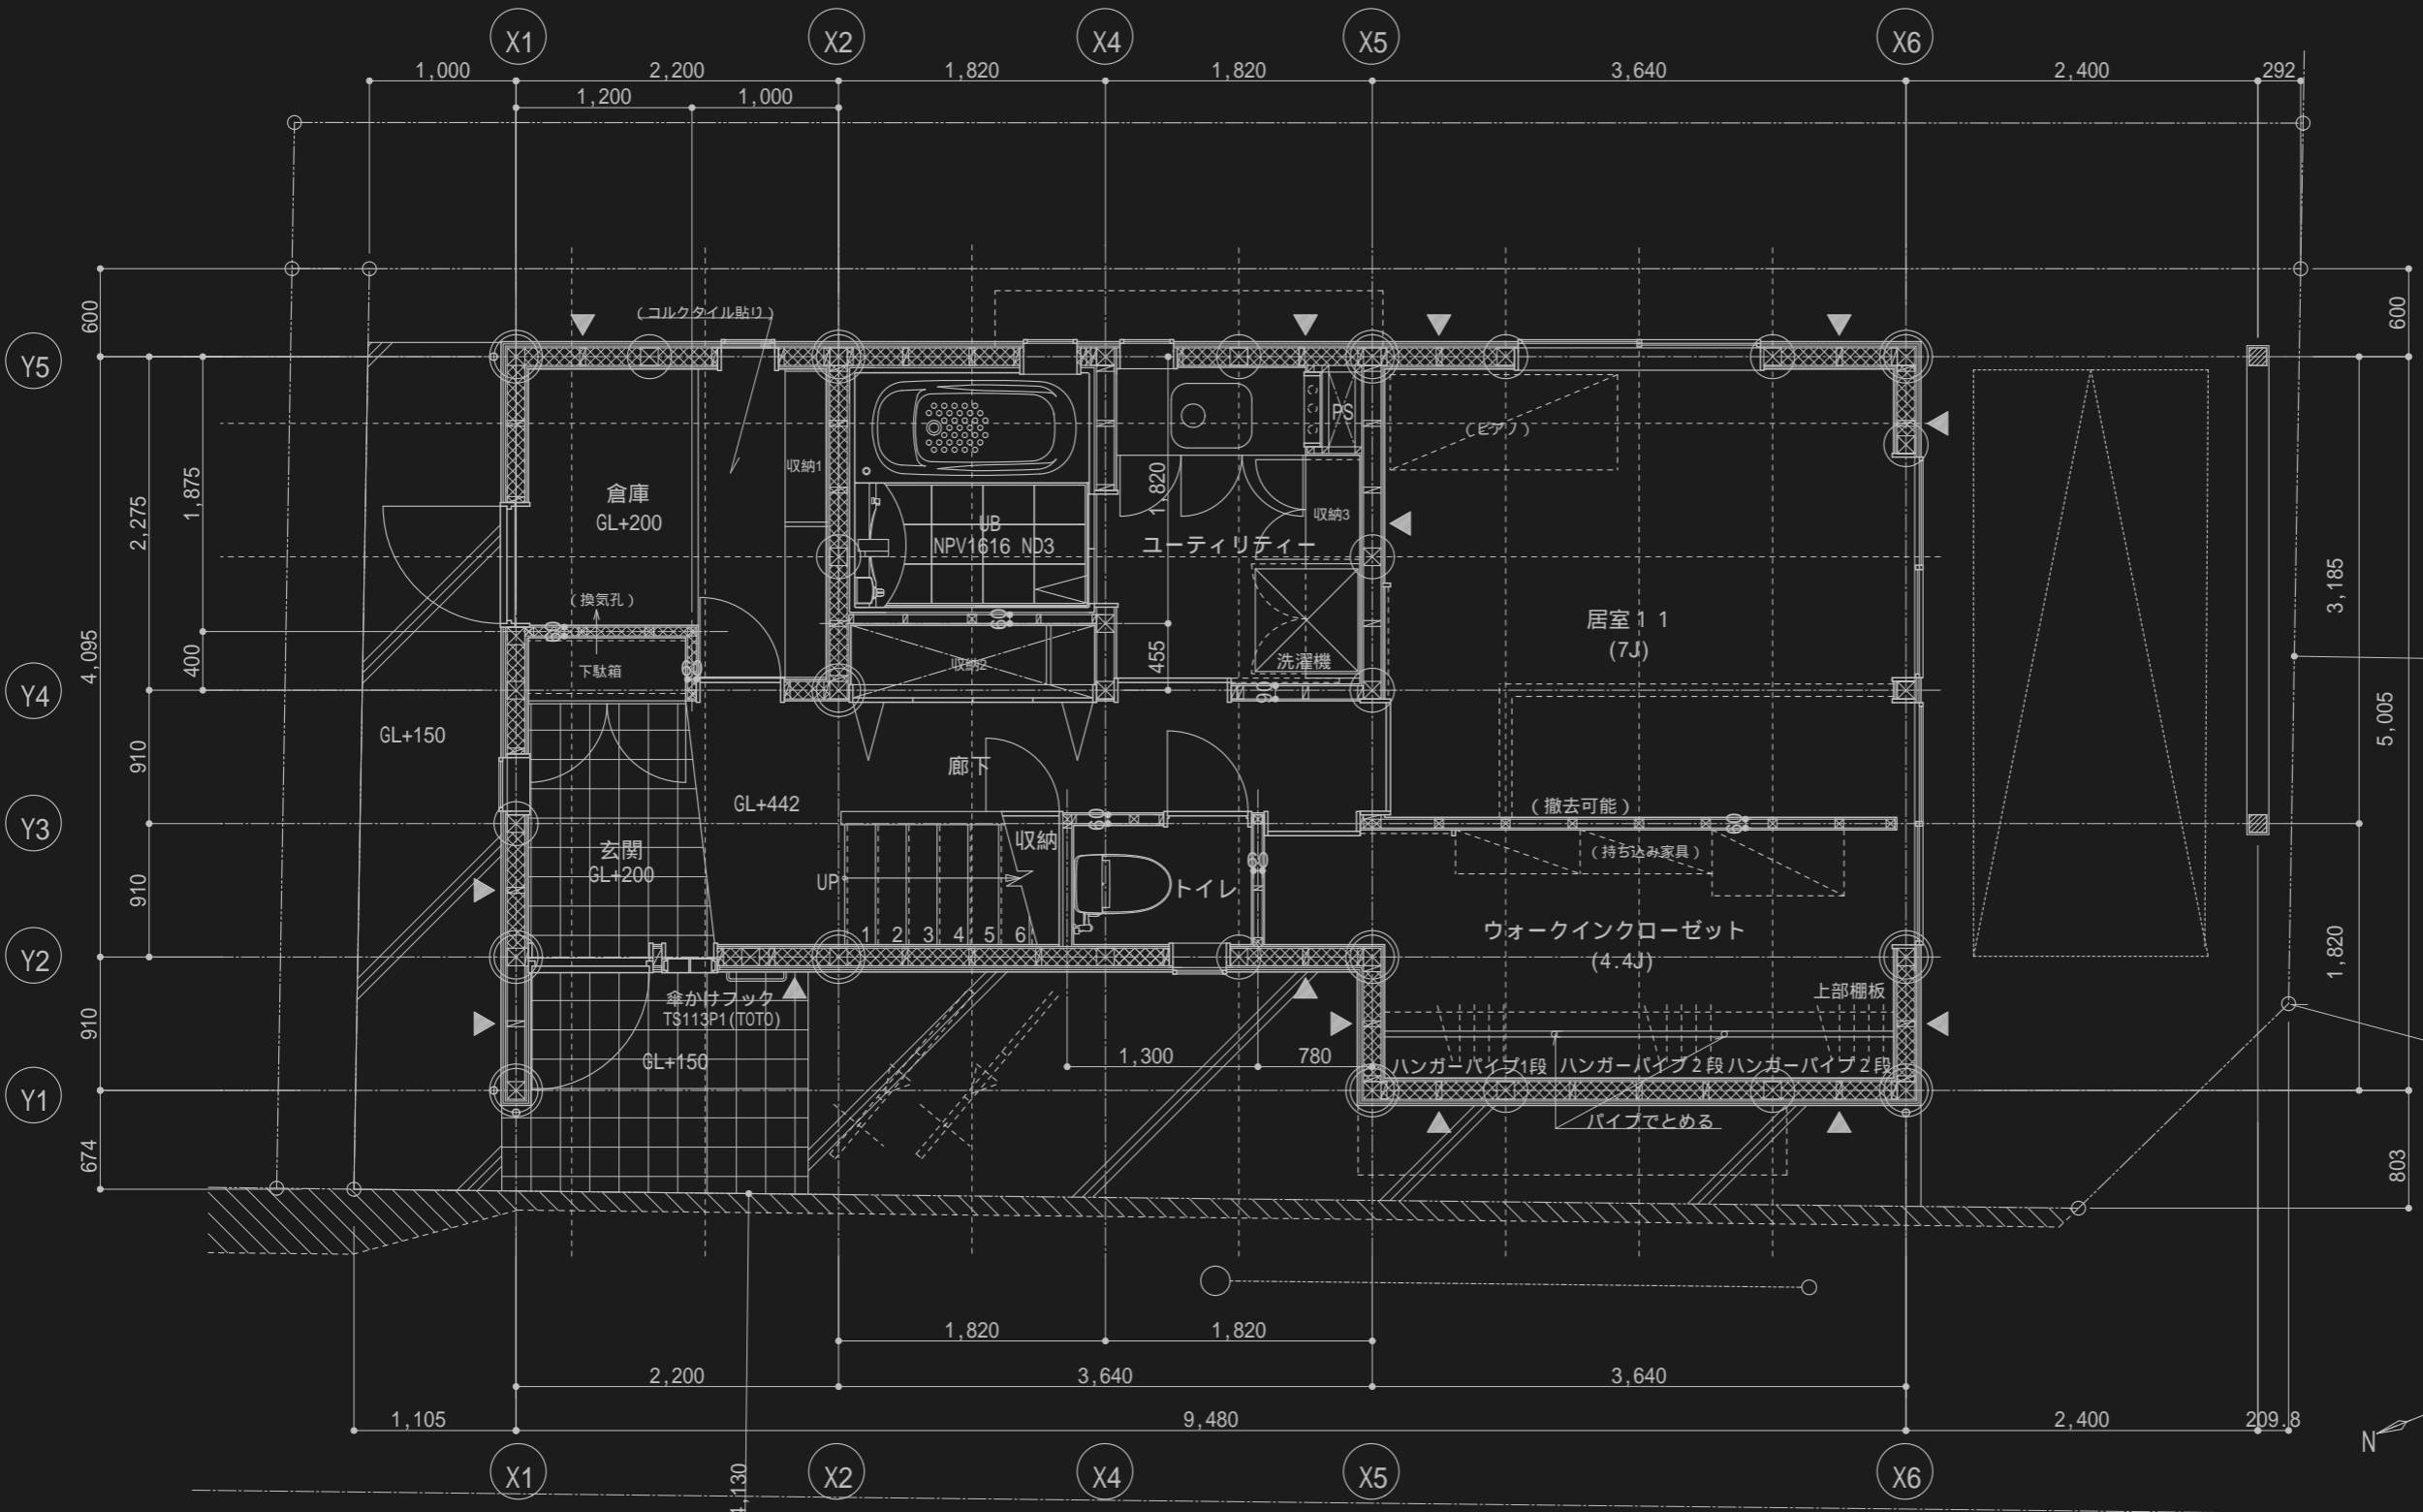 X1
X2
X4
X5
X6
1,000
2,200
1,820
1,820
3,640
2,400
292
1,200
1,000
600
Y5
(コルクタイル貼り)
600
PS
(ピアノ)
収納1
倉庫
GL+200
1,875
2,275
1,820
UB
NPV1616 ND3
収納3
ユーティリティー
3,185
(換気孔)
60
60
居室11
(7J)
4,095
400
下駄箱
60
収納2
455
洗濯機
Y4
90
5,005
GL+150
910
廊下
GL+442
(撤去可能)
Y3
60
60
収納
玄関
GL+200
(持ち込み家具)
60
910
UP
トイレ
1
2
3
4
5
6
ウォークインクローゼット
(4.4J)
Y2
1,820
傘かけフック
TS113P1(TOTO)
上部棚板
910
GL+150
1,300
780
ハンガーパイプ1段
ハンガーパイプ2段
ハンガーパイプ2段
Y1
パイプでとめる
674
803
1,820
1,820
2,200
3,640
3,640
1,105
9,480
2,400
209.8
N
X1
X2
X4
X5
X6